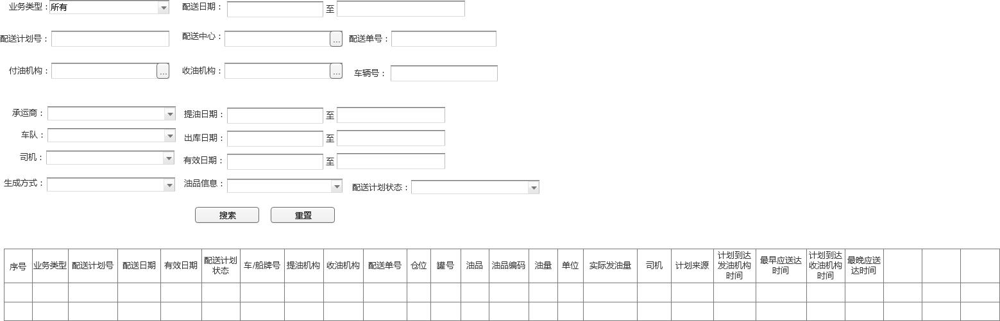 业务类型：所有 配送日期： 至
配送计划号： 配送中心： ... 配送单号：
付油机构： ... 收油机构： ... 车辆号：
承运商： 提油日期： 至
车队： 出库日期： 至
司机： 有效日期： 至
生成方式： 油品信息： 配送计划状态：
搜索 重置
序号 业务类型 配送计划号 配送日期 有效日期 配送计划状态 车/船牌号 提油机构 收油机构 配送单号 仓位 罐号 油品 油品编码 油量 单位 实际发油量 司机 计划来源 计划到达发油机构时间 最早应送达时间 计划到达收油机构时间 最晚应送达时间